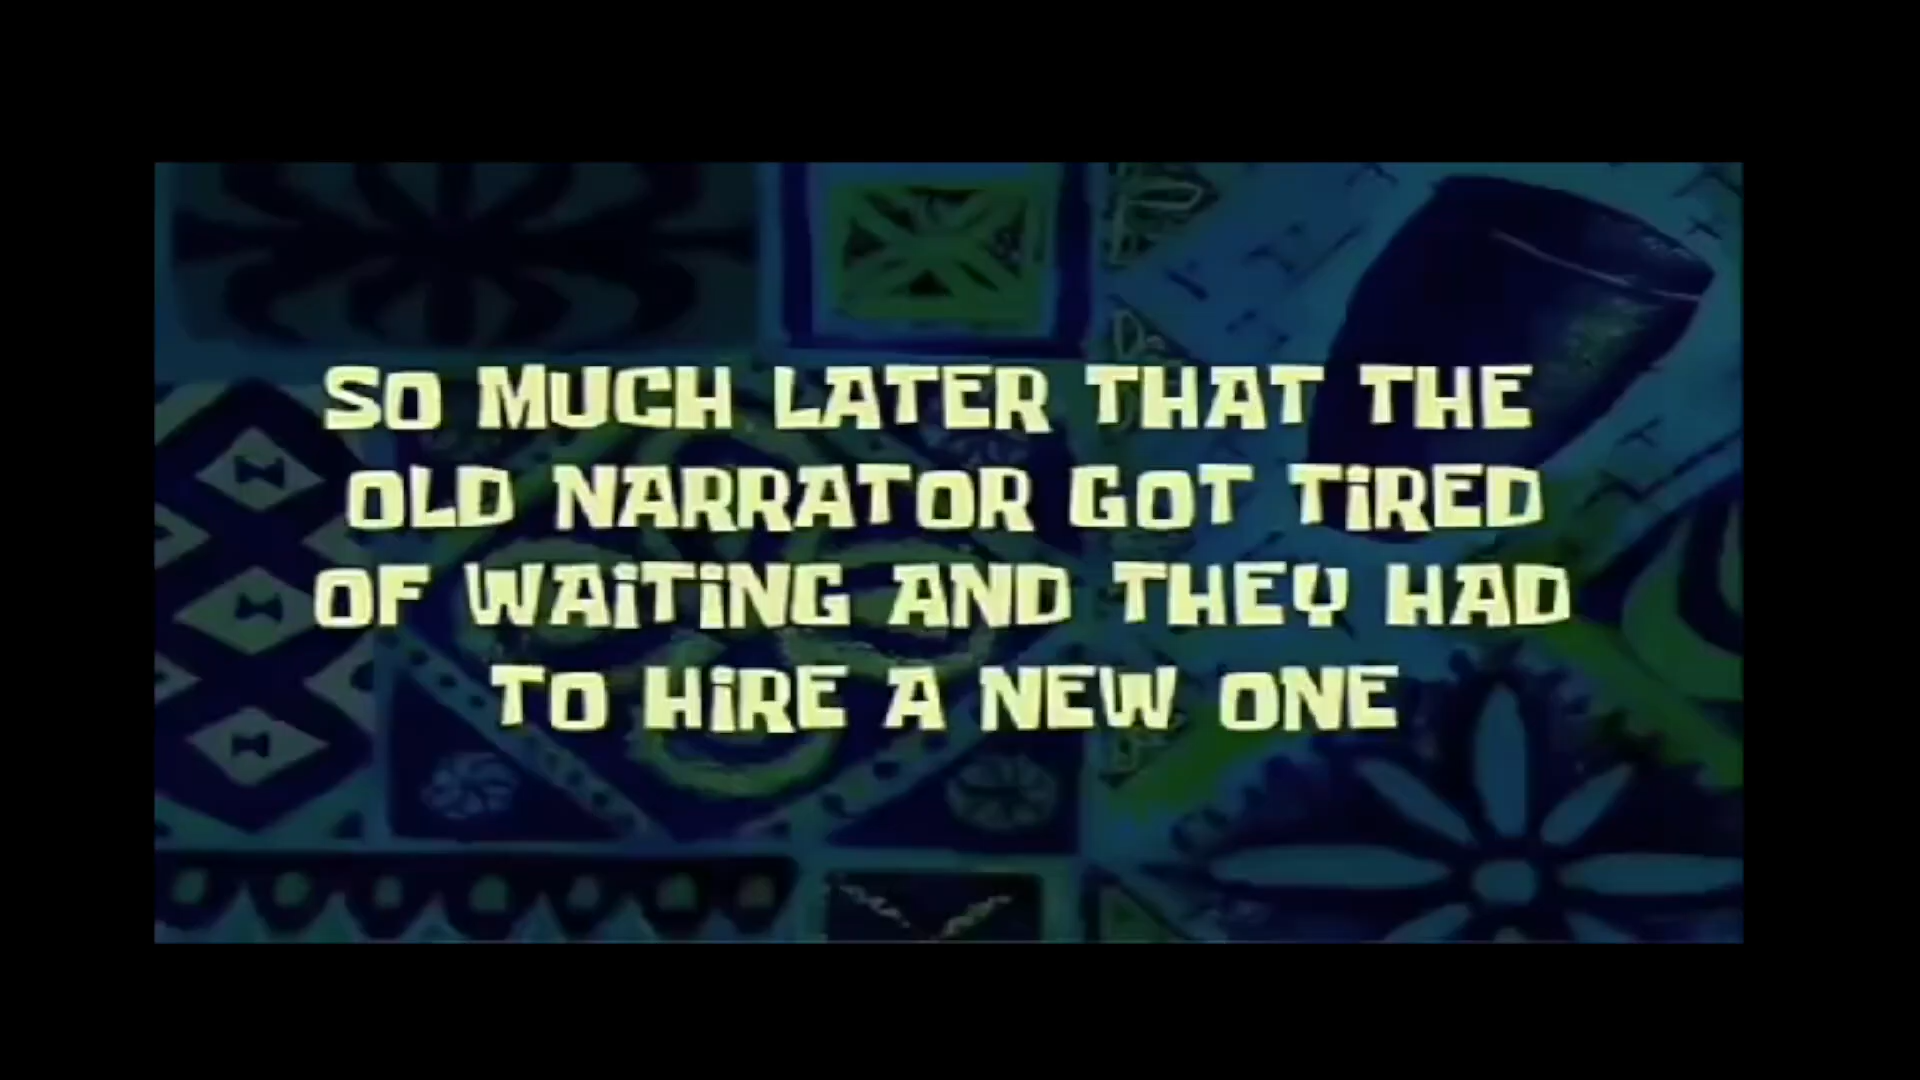 SO MUCH LATER THAT THE
OLD NARRATOR GOT TiRED
OF WAiTiNG AND THEY HAD
TO HiRE A NEW ONE